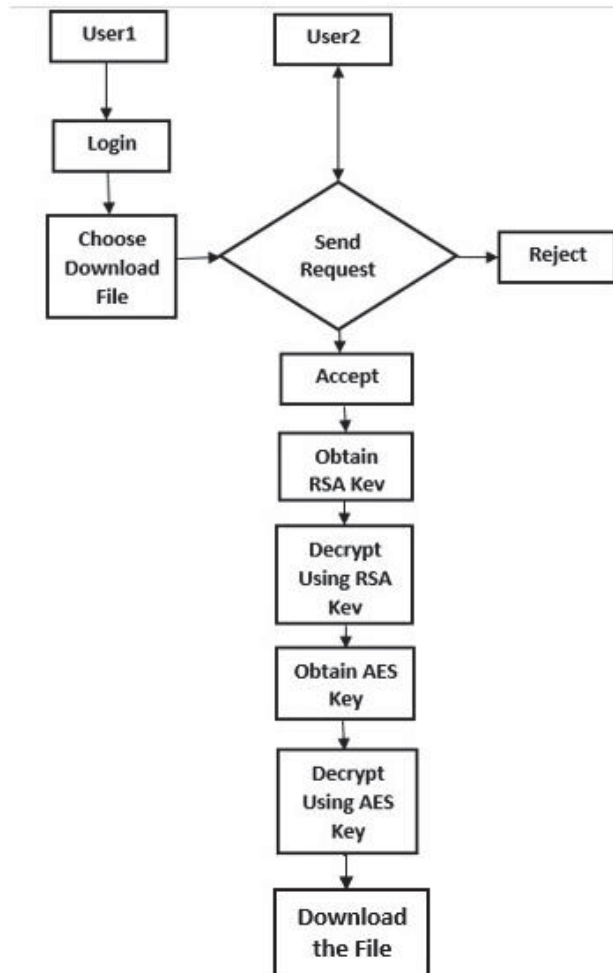 User1
User2
Login
Choose
Download
File
Send
Request
Reject
Accept
Obtain
RSA Kev
Decrypt
Using RSA
Kev
Obtain AES
Key
Decrypt
Using AES
Key
Download
the File